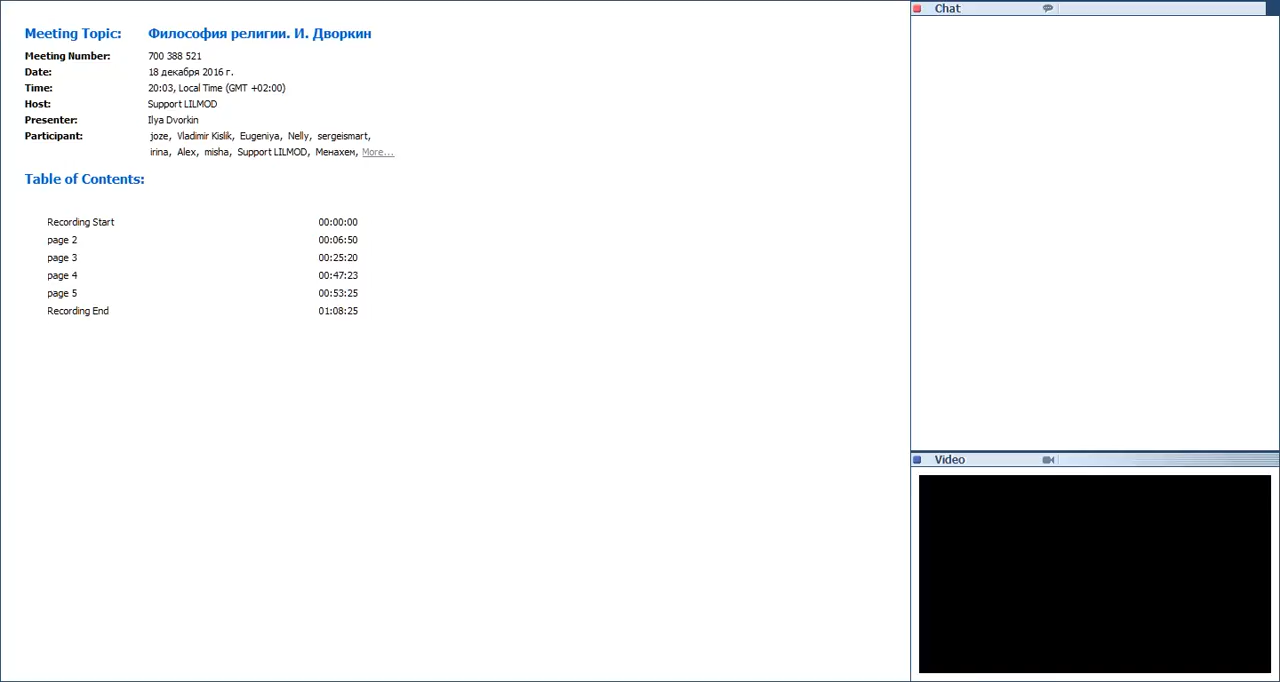 Meeting Topic: Философия религии. И. Дворкин
Meeting Number: 700 388 521
Date: 18 декабря 2016 г.
Time: 20:03, Local Time (GMT +02:00)
Host: Support LILMOD
Presenter: Ilya Dvorkin
Participant: joze, Vladimir Kislik, Eugeniya, Nelly, sergeismart,
irina, Alex, misha, Support LILMOD, Менахем, More...
Table of Contents:
Recording Start 00:00:00
page 2 00:06:50
page 3 00:25:20
page 4 00:47:23
page 5 00:53:25
Recording End 01:08:25
Chat
Video